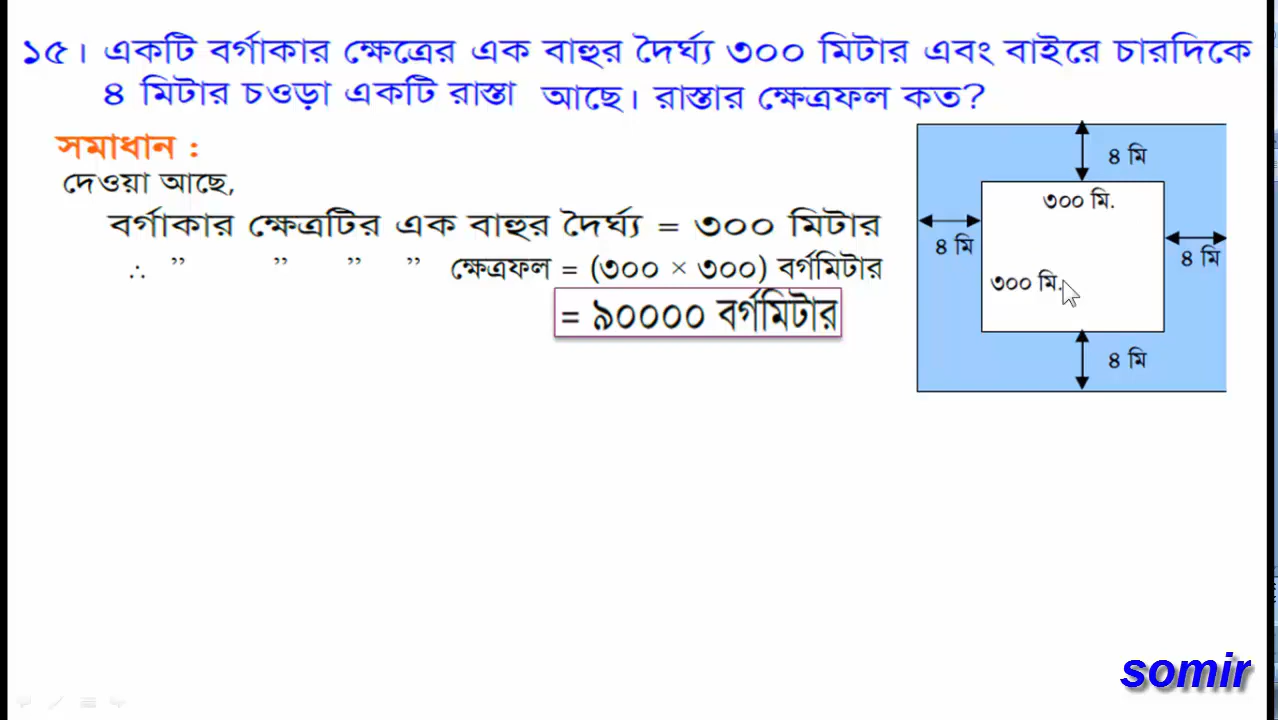 ১৫। একটি বর্গাকার ক্ষেত্রের এক বাহুর দৈর্ঘ্য ৩০০ মিটার এবং বাইরে চারদিকে
৪ মিটার চওড়া একটি রাস্তা আছে। রাস্তার ক্ষেত্রফল কত?
সমাধান :
দেওয়া আছে,
বর্গাকার ক্ষেত্রটির এক বাহুর দৈর্ঘ্য = ৩০০ মিটার
∴ ” ” ” ” ক্ষেত্রফল = (৩০০ × ৩০০) বর্গমিটার
= ৯০০০০ বর্গমিটার
৪ মি
৩০০ মি.
৪ মি
৪ মি
৩০০ মি.
৪ মি
somir